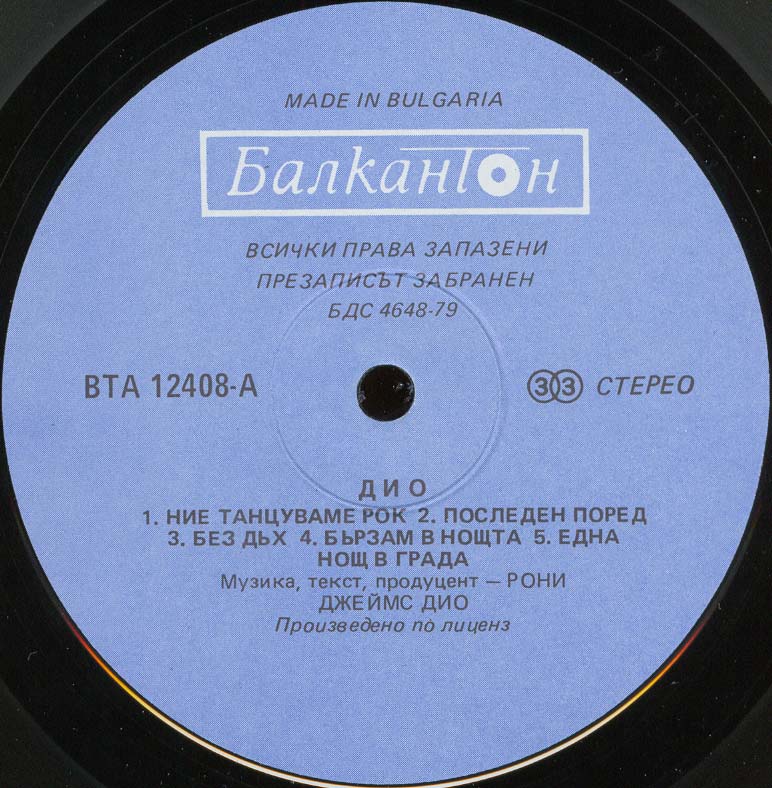 MADE IN BULGARIA
Балкантон
ВСИЧКИ ПРАВА ЗАПАЗЕНИ
ПРЕЗАПИСЪТ ЗАБРАНЕН
БДС 4648-79
ВТА 12408-А
33 СТЕРЕО
ДИО
1. НИЕ ТАНЦУВАМЕ РОК 2. ПОСЛЕДЕН ПОРЕД
3. БЕЗ ДЬХ 4. БЬРЗАМ В НОЩТА 5. ЕДНА
НОЩ В ГРАДА
Музика, текст, продуцент — РОНИ
ДЖЕЙМС ДИО
Произведено по лиценз